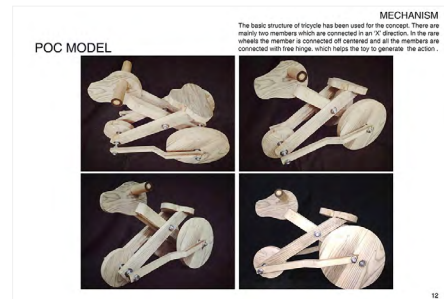 MECHANISM
The basic structure of tricycle has been used for the concept. There are
mainly two members which are connected in an 'X' direction. In the rare
wheels the member is connected off centered and all the members are
connected with free hinge. which helps the toy to generate the action .
POC MODEL
12